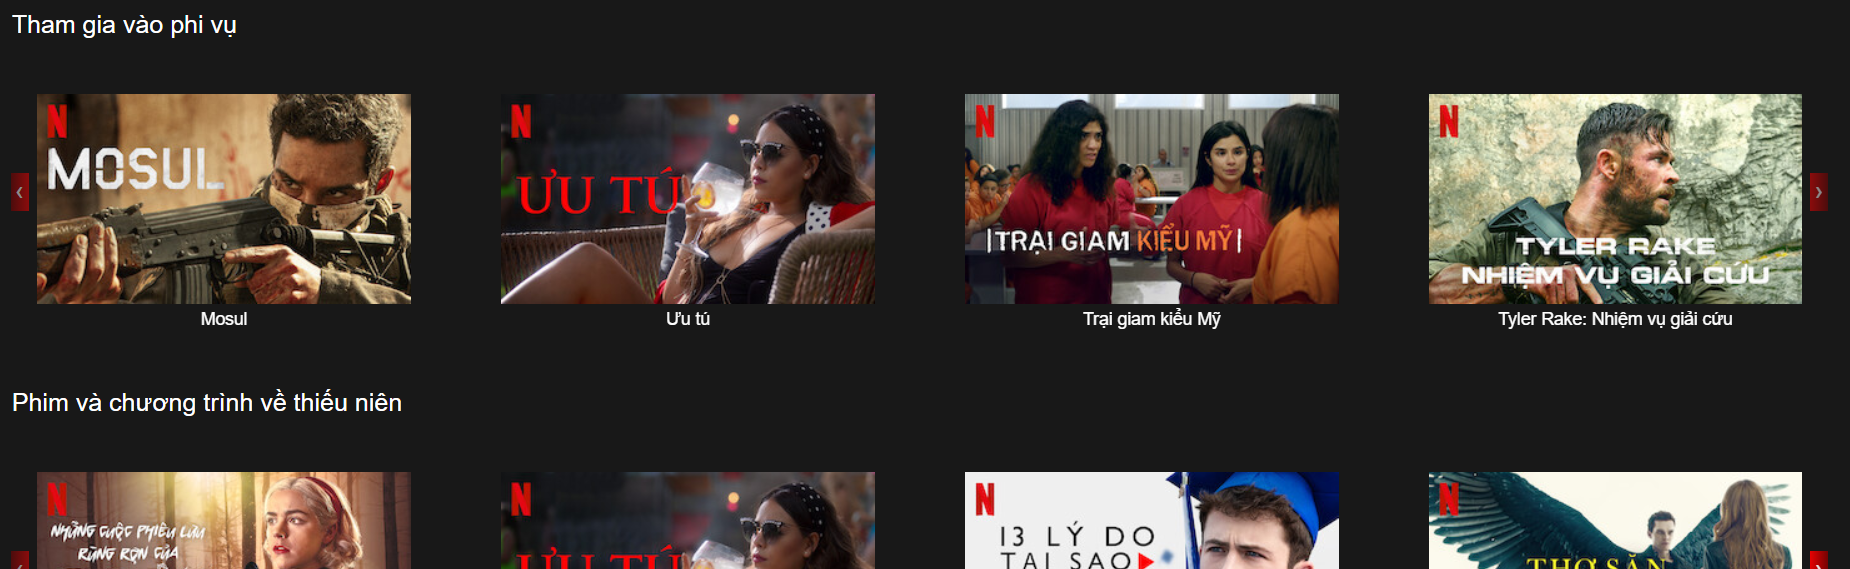 Tham gia vào phi vụ
N
MOSUL
N
ƯU TÚ
N
TRẠI GIAM KIỂU MỸ
N
TYLER RAKE
NHIỆM VỤ GIẢI CỨU
Mosul
Ưu tú
Trại giam kiểu Mỹ
Tyler Rake: Nhiệm vụ giải cứu
Phim và chương trình về thiếu niên
N
NHỮNG CUỘC PHIÊU LƯU
RÙNG RỢN CỦA
N
ƯU TÚ
N
13 LÝ DO
TẠI SAO
N
THỢ SĂN